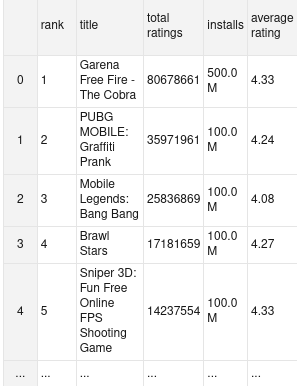 rank title total ratings installs average rating
0 1 Garena Free Fire - The Cobra 80678661 500.0 M 4.33
1 2 PUBG MOBILE: Graffiti Prank 35971961 100.0 M 4.24
2 3 Mobile Legends: Bang Bang 25836869 100.0 M 4.08
3 4 Brawl Stars 17181659 100.0 M 4.27
4 5 Sniper 3D: Fun Free Online FPS Shooting Game 14237554 100.0 M 4.33
... ... ... ... ... ...